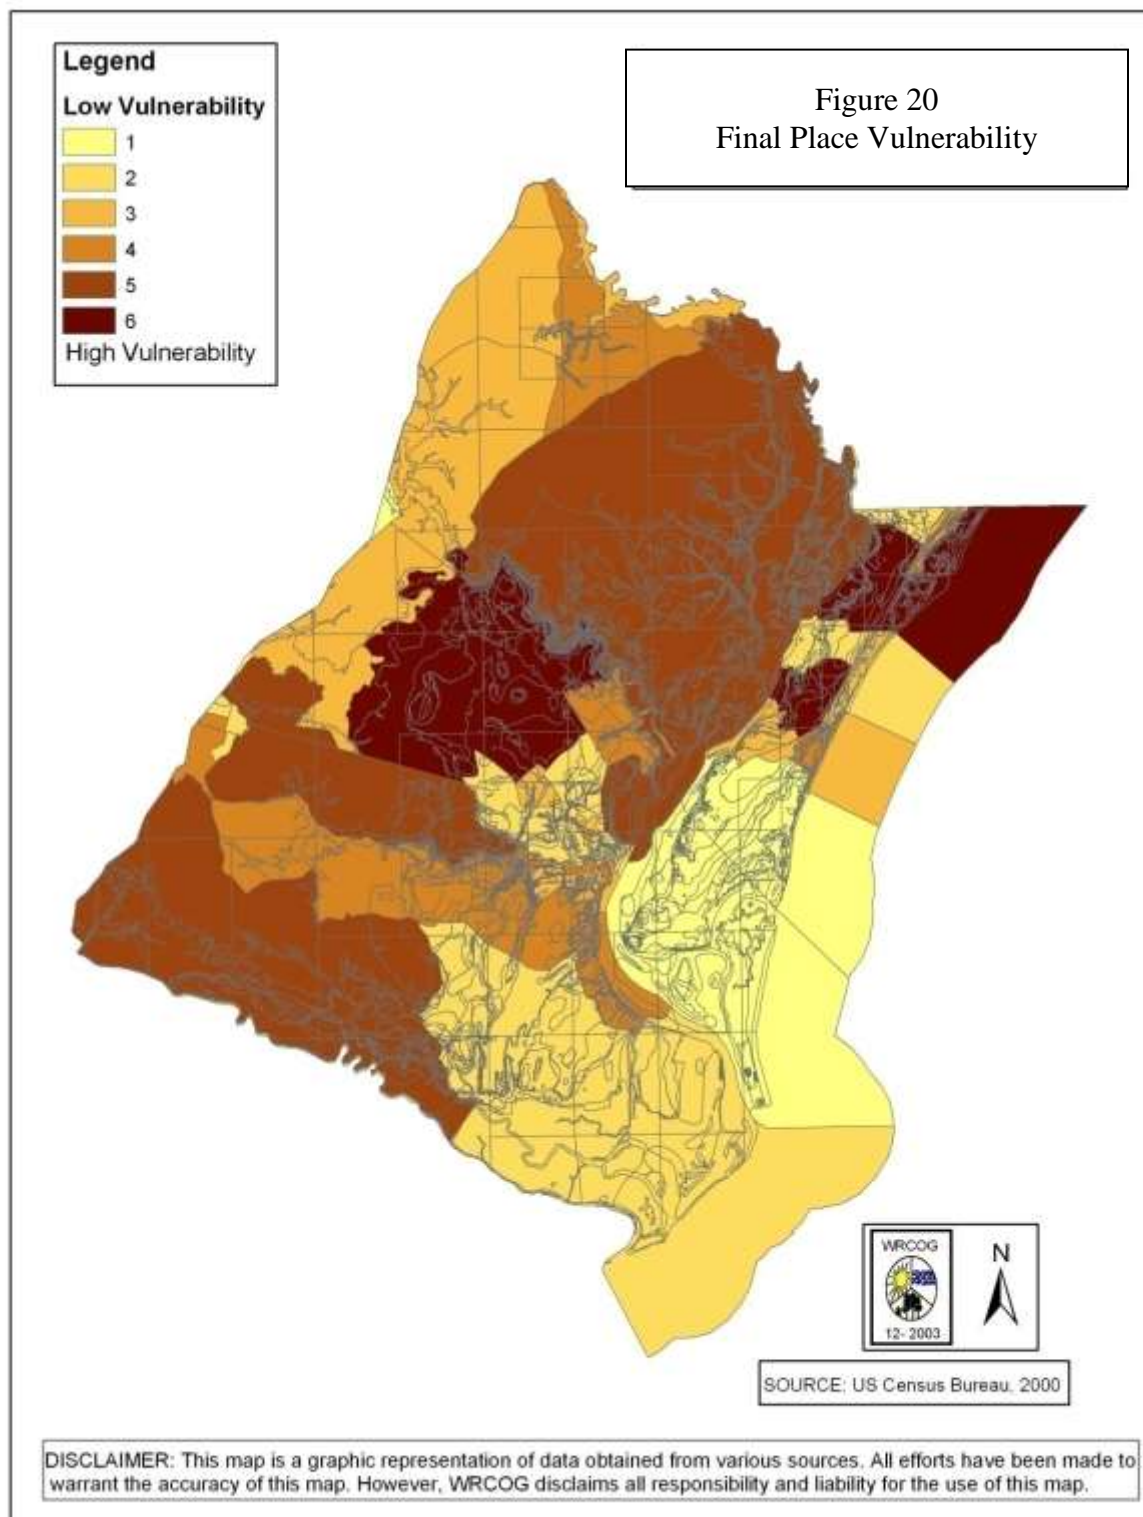 Legend
Low Vulnerability
1
2
3
4
5
6
High Vulnerability
Figure 20
Final Place Vulnerability
WRCOG
12- 2003
N
SOURCE: US Census Bureau, 2000
DISCLAIMER: This map is a graphic representation of data obtained from various sources. All efforts have been made to
warrant the accuracy of this map. However, WRCOG disclaims all responsibility and liability for the use of this map.